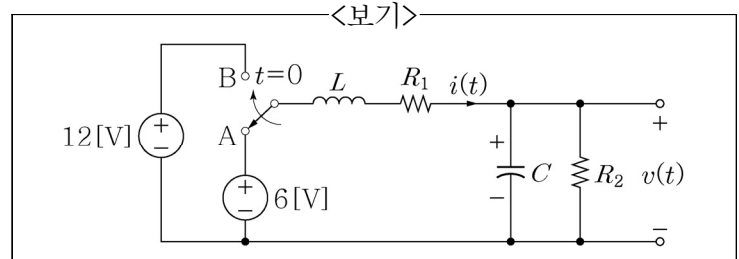 <보기>
B t=0 L R₁ i(t)
12[V] + − A
+ − 6[V]
+ − C R₂ v(t) + −